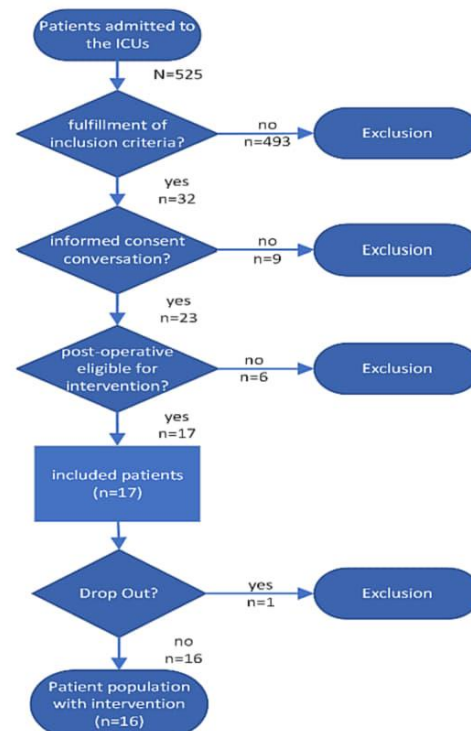 Patients admitted to
the ICUs
N=525
fulfillment of
inclusion criteria?
no
n=493
Exclusion
yes
n=32
informed consent
conversation?
no
n=9
Exclusion
yes
n=23
post-operative
eligible for
intervention?
no
n=6
Exclusion
yes
n=17
included patients
(n=17)
Drop Out?
yes
n=1
Exclusion
no
n=16
Patient population
with intervention
(n=16)